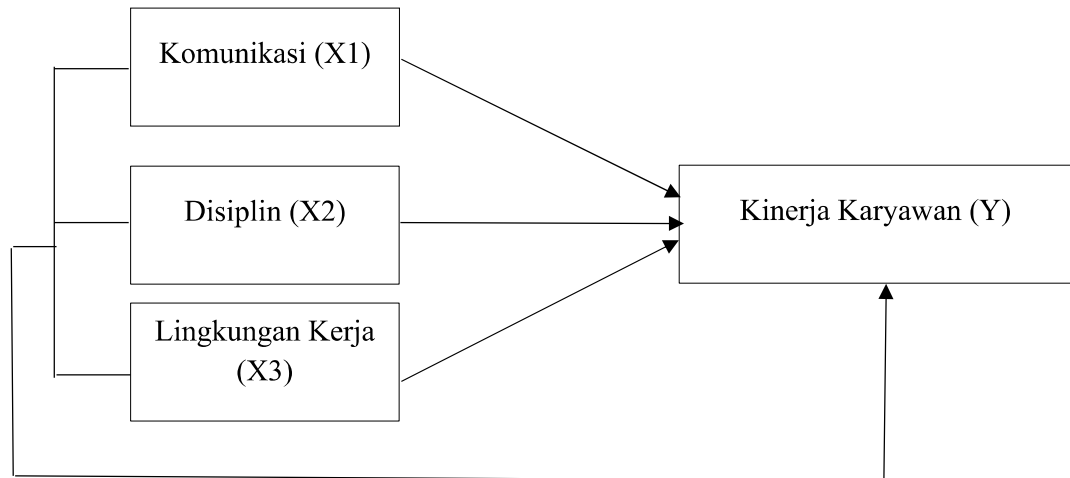 Komunikasi (X1)
Disiplin (X2)
Kinerja Karyawan (Y)
Lingkungan Kerja
(X3)